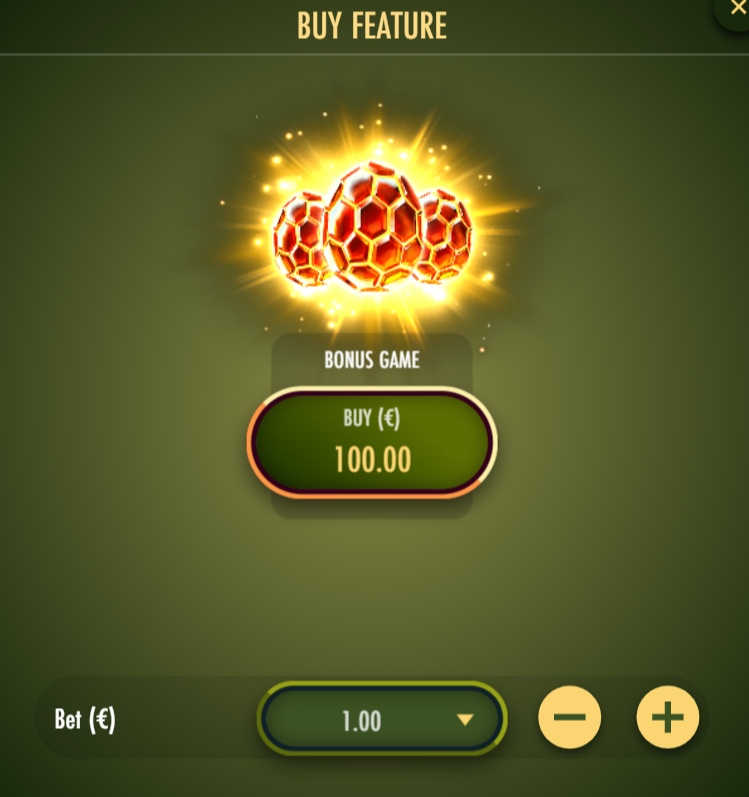 BUY FEATURE
BONUS GAME
BUY (€)
100.00
Bet (€)
1.00